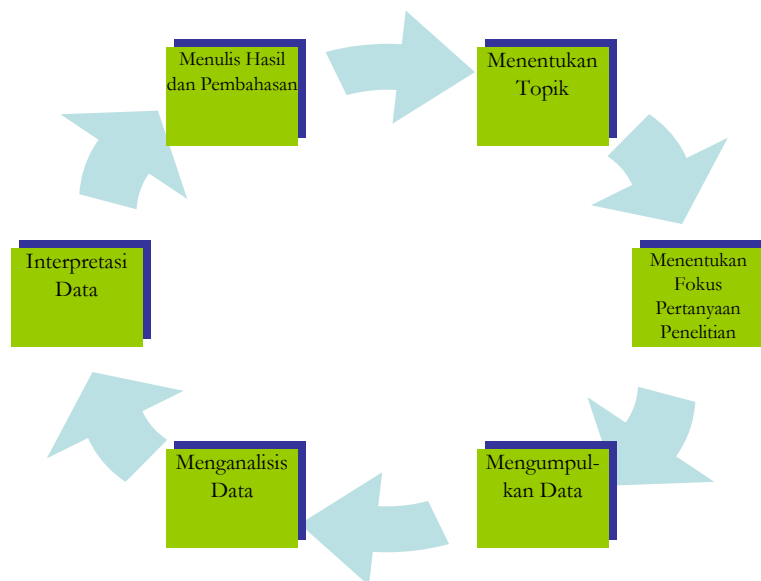 Menulis Hasil
dan Pembahasan
Menentukan
Topik
Menentukan
Fokus
Pertanyaan
Penelitian
Mengumpul-
kan Data
Menganalisis
Data
Interpretasi
Data